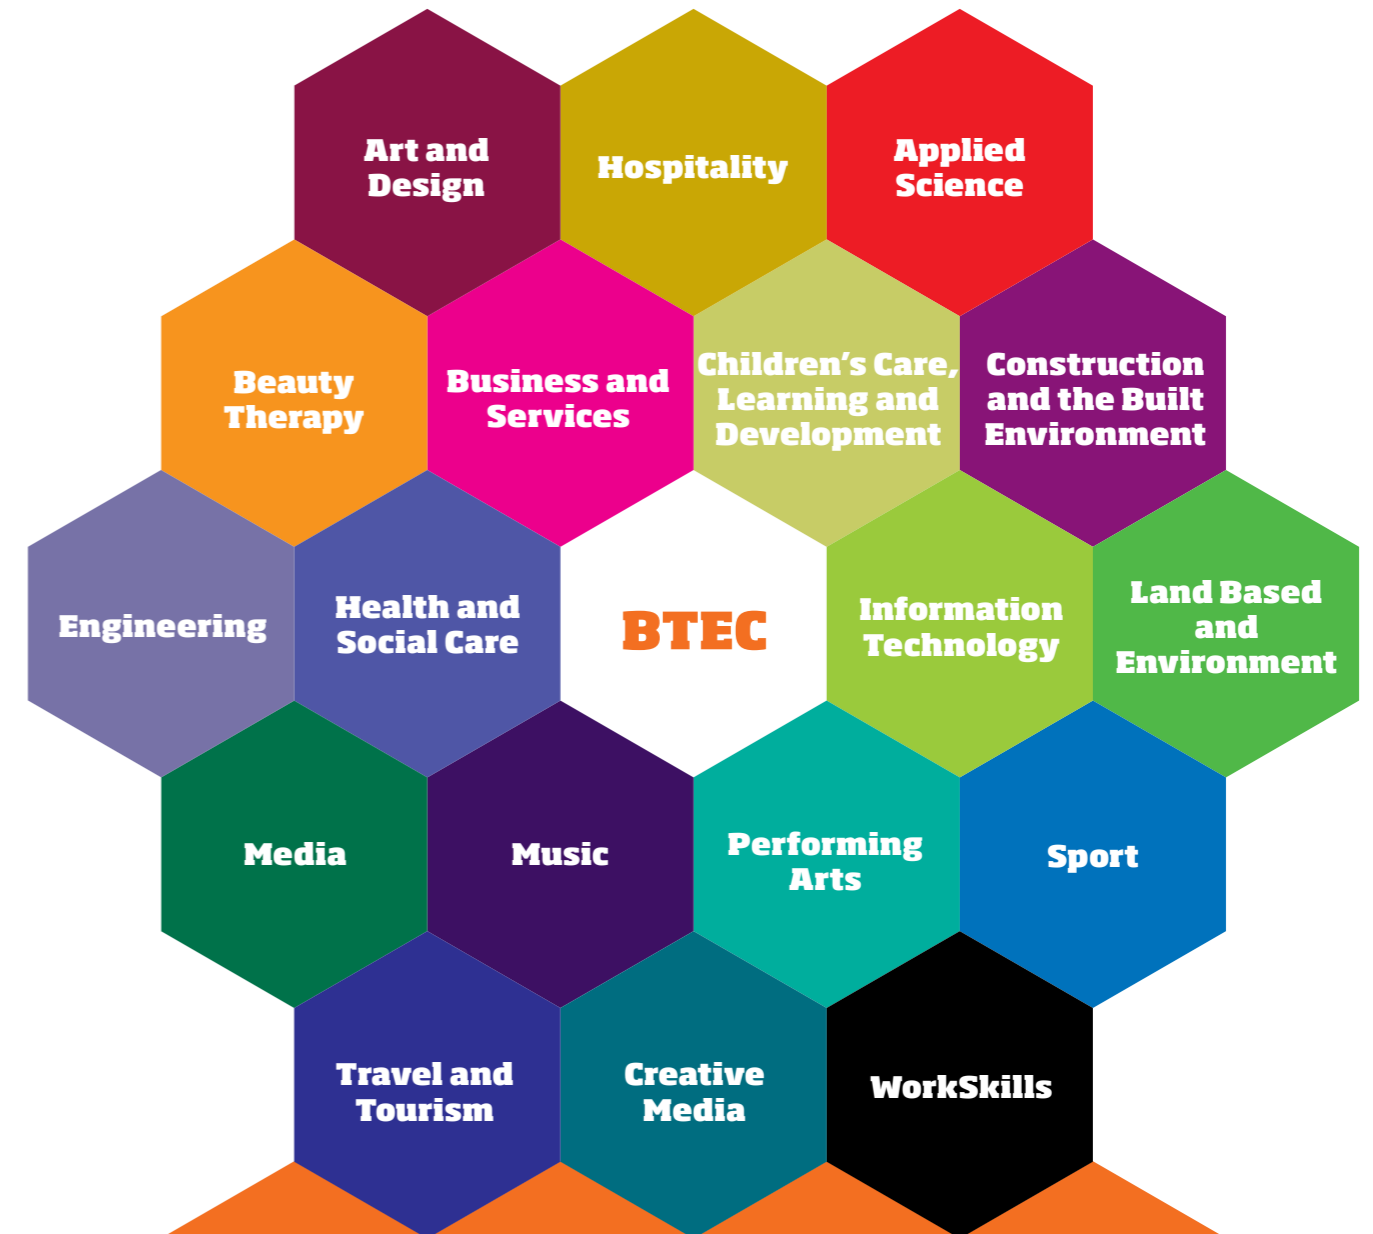 Art and
Design
Hospitality
Applied
Science
Beauty
Therapy
Business and
Services
Children’s Care,
Learning and
Development
Construction
and the Built
Environment
Engineering
Health and
Social Care
BTEC
Information
Technology
Land Based
and
Environment
Media
Music
Performing
Arts
Sport
Travel and
Tourism
Creative
Media
WorkSkills